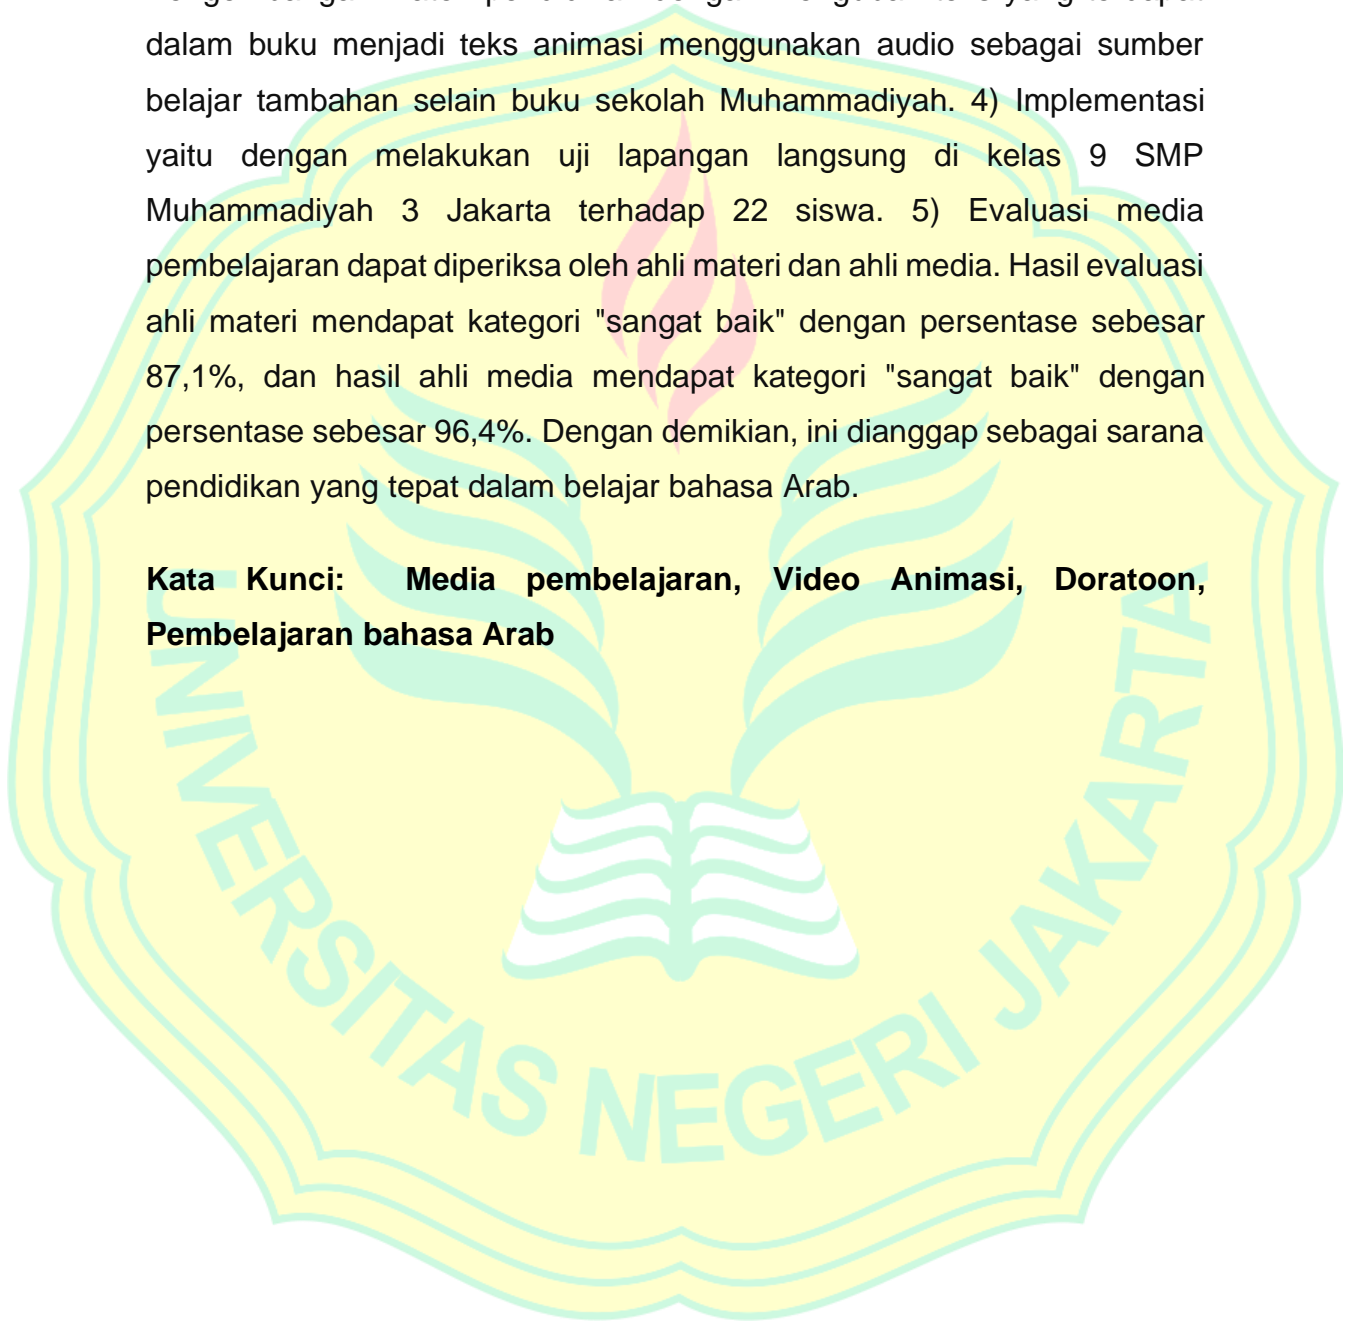 dalam buku menjadi teks animasi menggunakan audio sebagai sumber
belajar tambahan selain buku sekolah Muhammadiyah. 4) Implementasi
yaitu dengan melakukan uji lapangan langsung di kelas 9 SMP
Muhammadiyah 3 Jakarta terhadap 22 siswa. 5) Evaluasi media
pembelajaran dapat diperiksa oleh ahli materi dan ahli media. Hasil evaluasi
ahli materi mendapat kategori "sangat baik" dengan persentase sebesar
87,1%, dan hasil ahli media mendapat kategori "sangat baik" dengan
persentase sebesar 96,4%. Dengan demikian, ini dianggap sebagai sarana
pendidikan yang tepat dalam belajar bahasa Arab.
Kata Kunci: Media pembelajaran, Video Animasi, Doratoon,
Pembelajaran bahasa Arab
UNIVERSITAS NEGERI JAKARTA